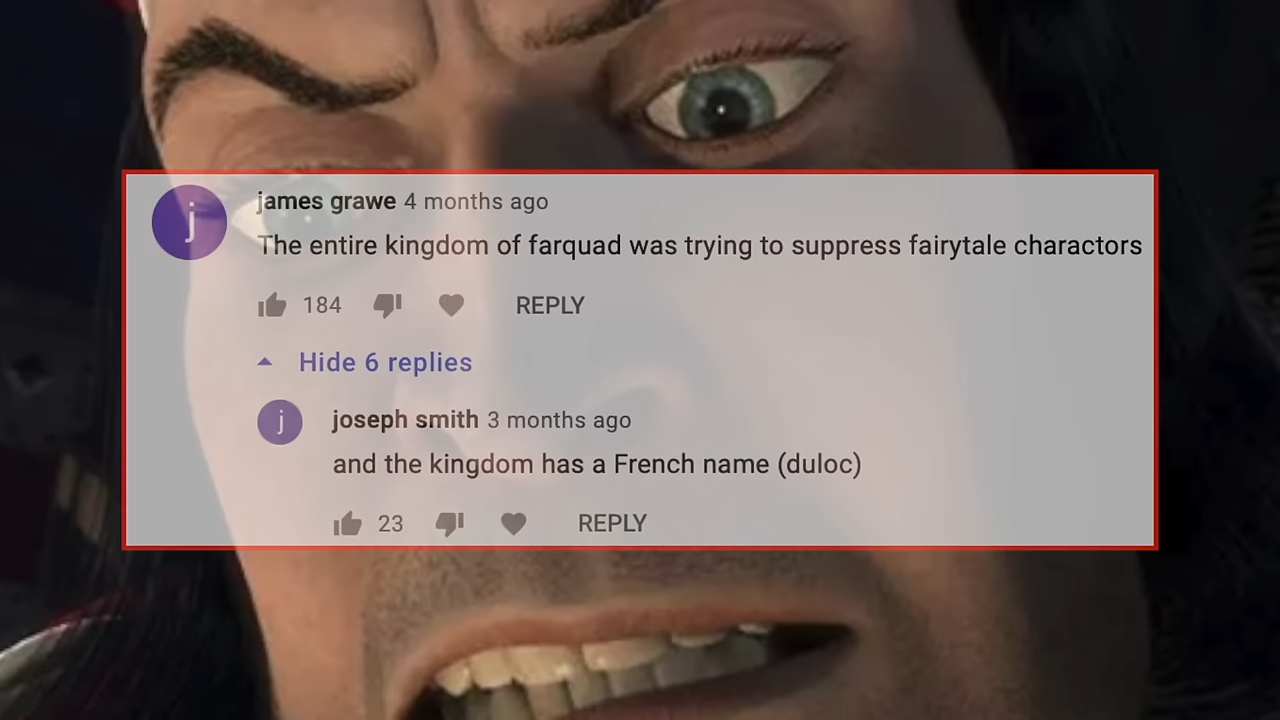 j
james grawe 4 months ago
The entire kingdom of farquad was trying to suppress fairytale charactors
184
REPLY
Hide 6 replies
j
joseph smith 3 months ago
and the kingdom has a French name (duloc)
23
REPLY